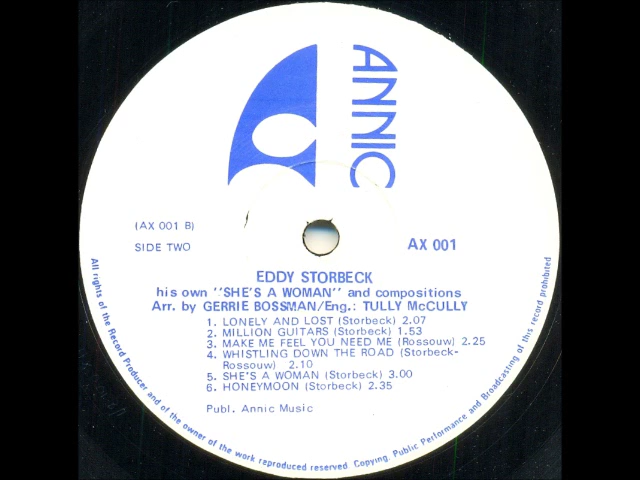 ANNIC
(AX 001 B)
SIDE TWO
AX 001
EDDY STORBECK
his own "SHE'S A WOMAN" and compositions
Arr. by GERRIE BOSSMAN/Eng.: TULLY McCULLY
1. LONELY AND LOST (Storbeck) 2.07
2. MILLION GUITARS (Storbeck) 1.53
3. MAKE ME FEEL YOU NEED ME (Rossouw) 2.25
4. WHISTLING DOWN THE ROAD (Storbeck-
Rossouw) 2.10
5. SHE'S A WOMAN (Storbeck) 3.00
6. HONEYMOON (Storbeck) 2.35
Publ. Annic Music
All rights of the Record Producer and of the owner of the work reproduced reserved. Copying, Public Performance and Broadcasting of this record prohibited